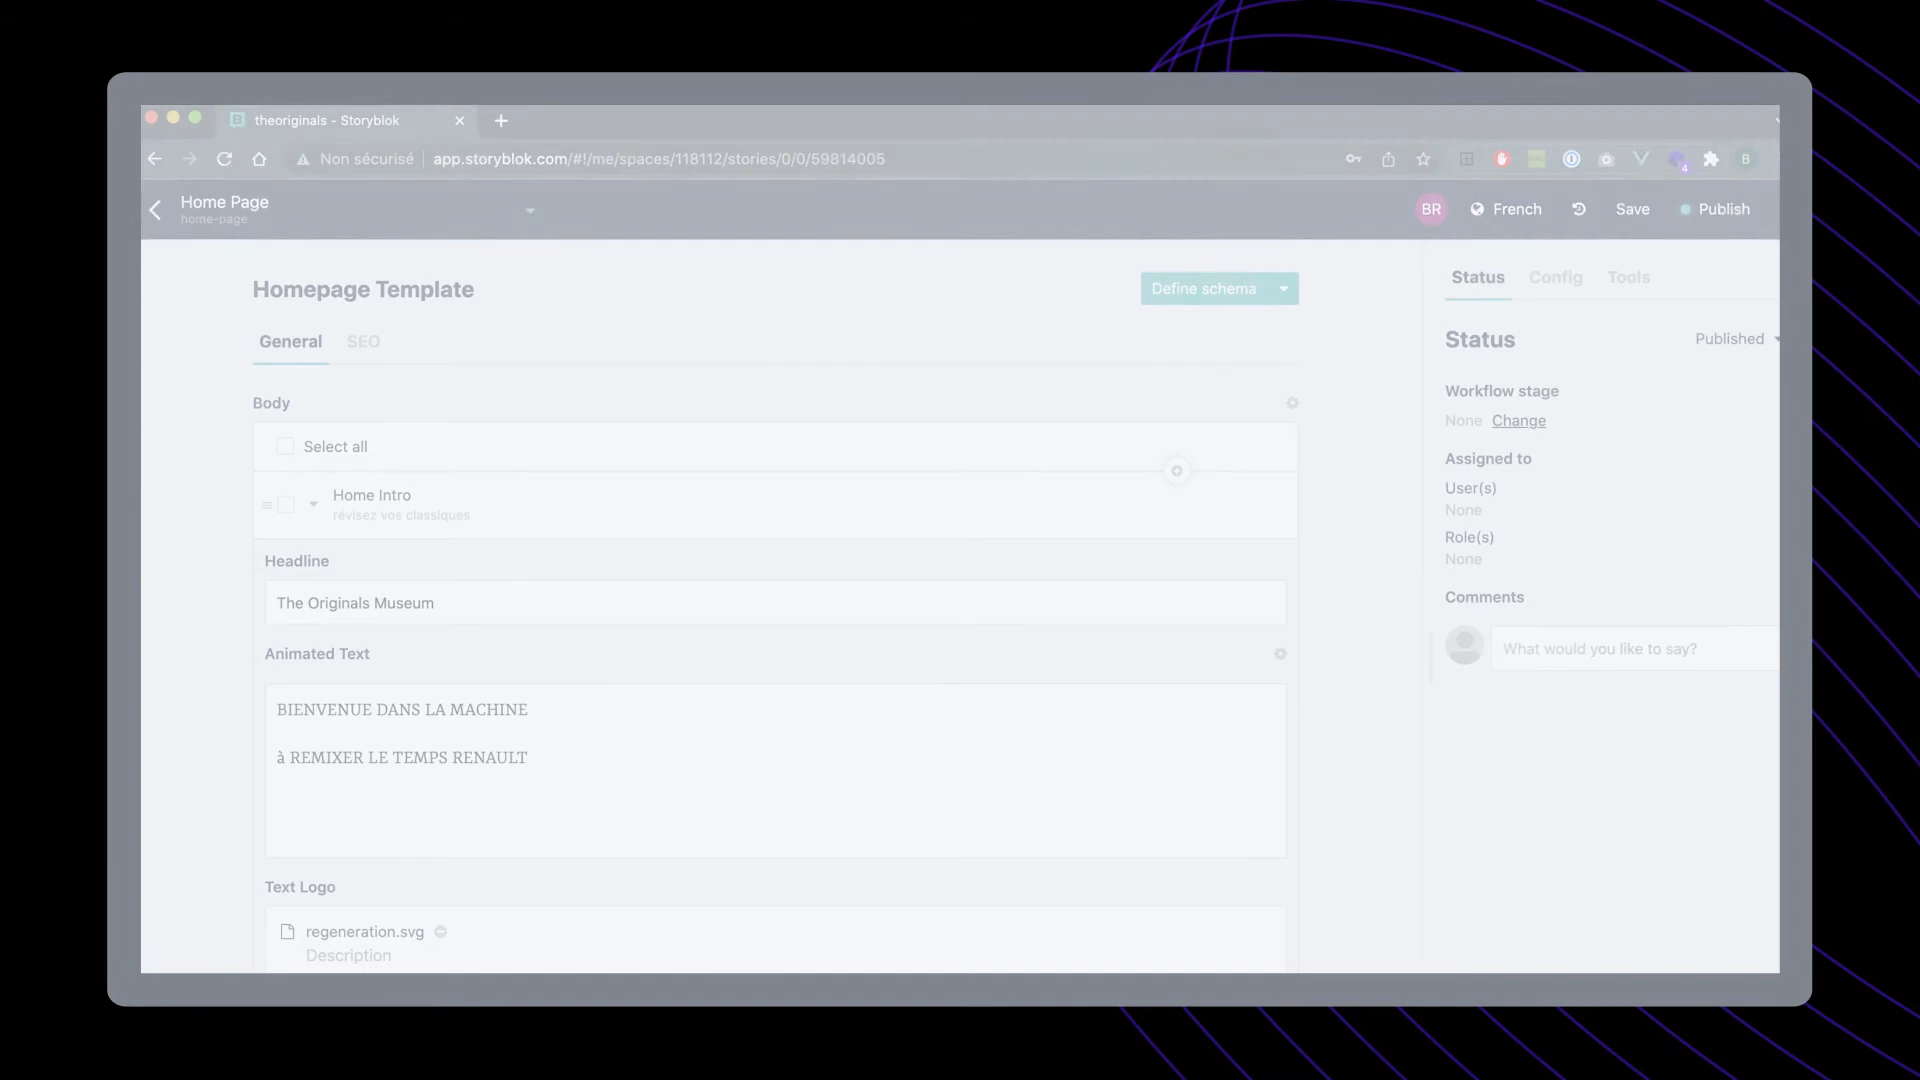 theoriginals - Storyblok
Non sécurisé app.storyblok.com/#!/me/spaces/118112/stories/0/0/59814005
4
B
Home Page
home-page
BR
French
Save
Publish
Homepage Template
Define schema
General
SEO
Body
Select all
Home Intro
révisez vos classiques
Headline
The Originals Museum
Animated Text
BIENVENUE DANS LA MACHINE
à REMIXER LE TEMPS RENAULT
Text Logo
regeneration.svg
Description
Status
Config
Tools
Status
Published
Workflow stage
None Change
Assigned to
User(s)
None
Role(s)
None
Comments
What would you like to say?